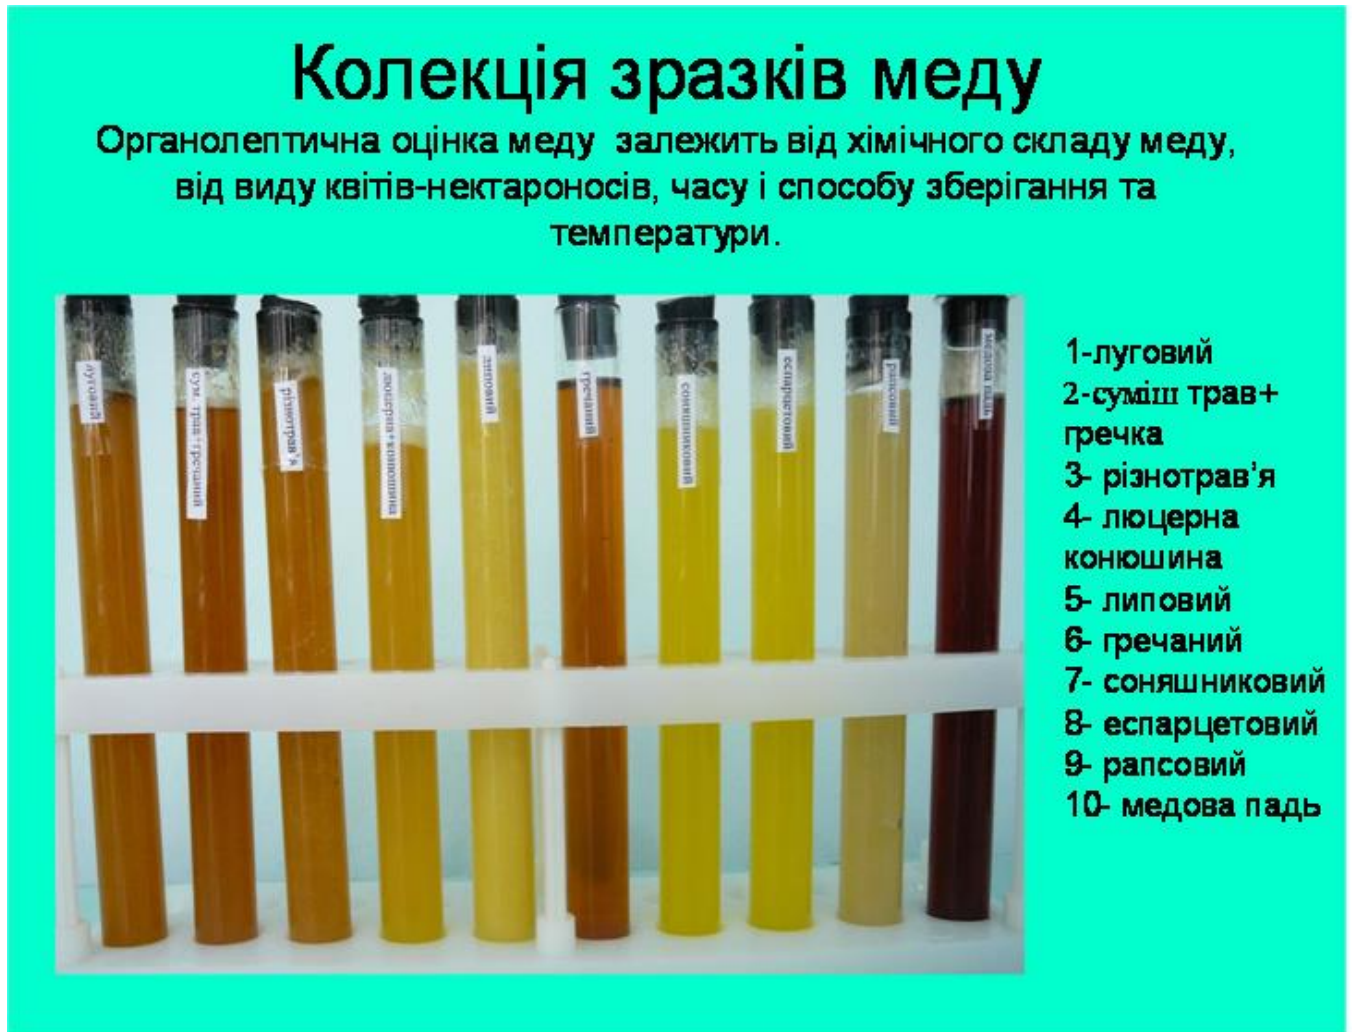 Колекція зразків меду
Органолептична оцінка меду залежить від хімічного складу меду,
від виду квітів-нектароносів, часу і способу зберігання та
температури.
луговий
сум. трав+гречаний
різнотрав'я
люцерна+конюшина
липовий
гречаний
соняшниковий
еспарцетовий
рапсовий
медова падь
1-луговий
2-суміш трав+
гречка
3- різнотрав'я
4- люцерна
конюшина
5- липовий
6- гречаний
7- соняшниковий
8- еспарцетовий
9- рапсовий
10- медова падь